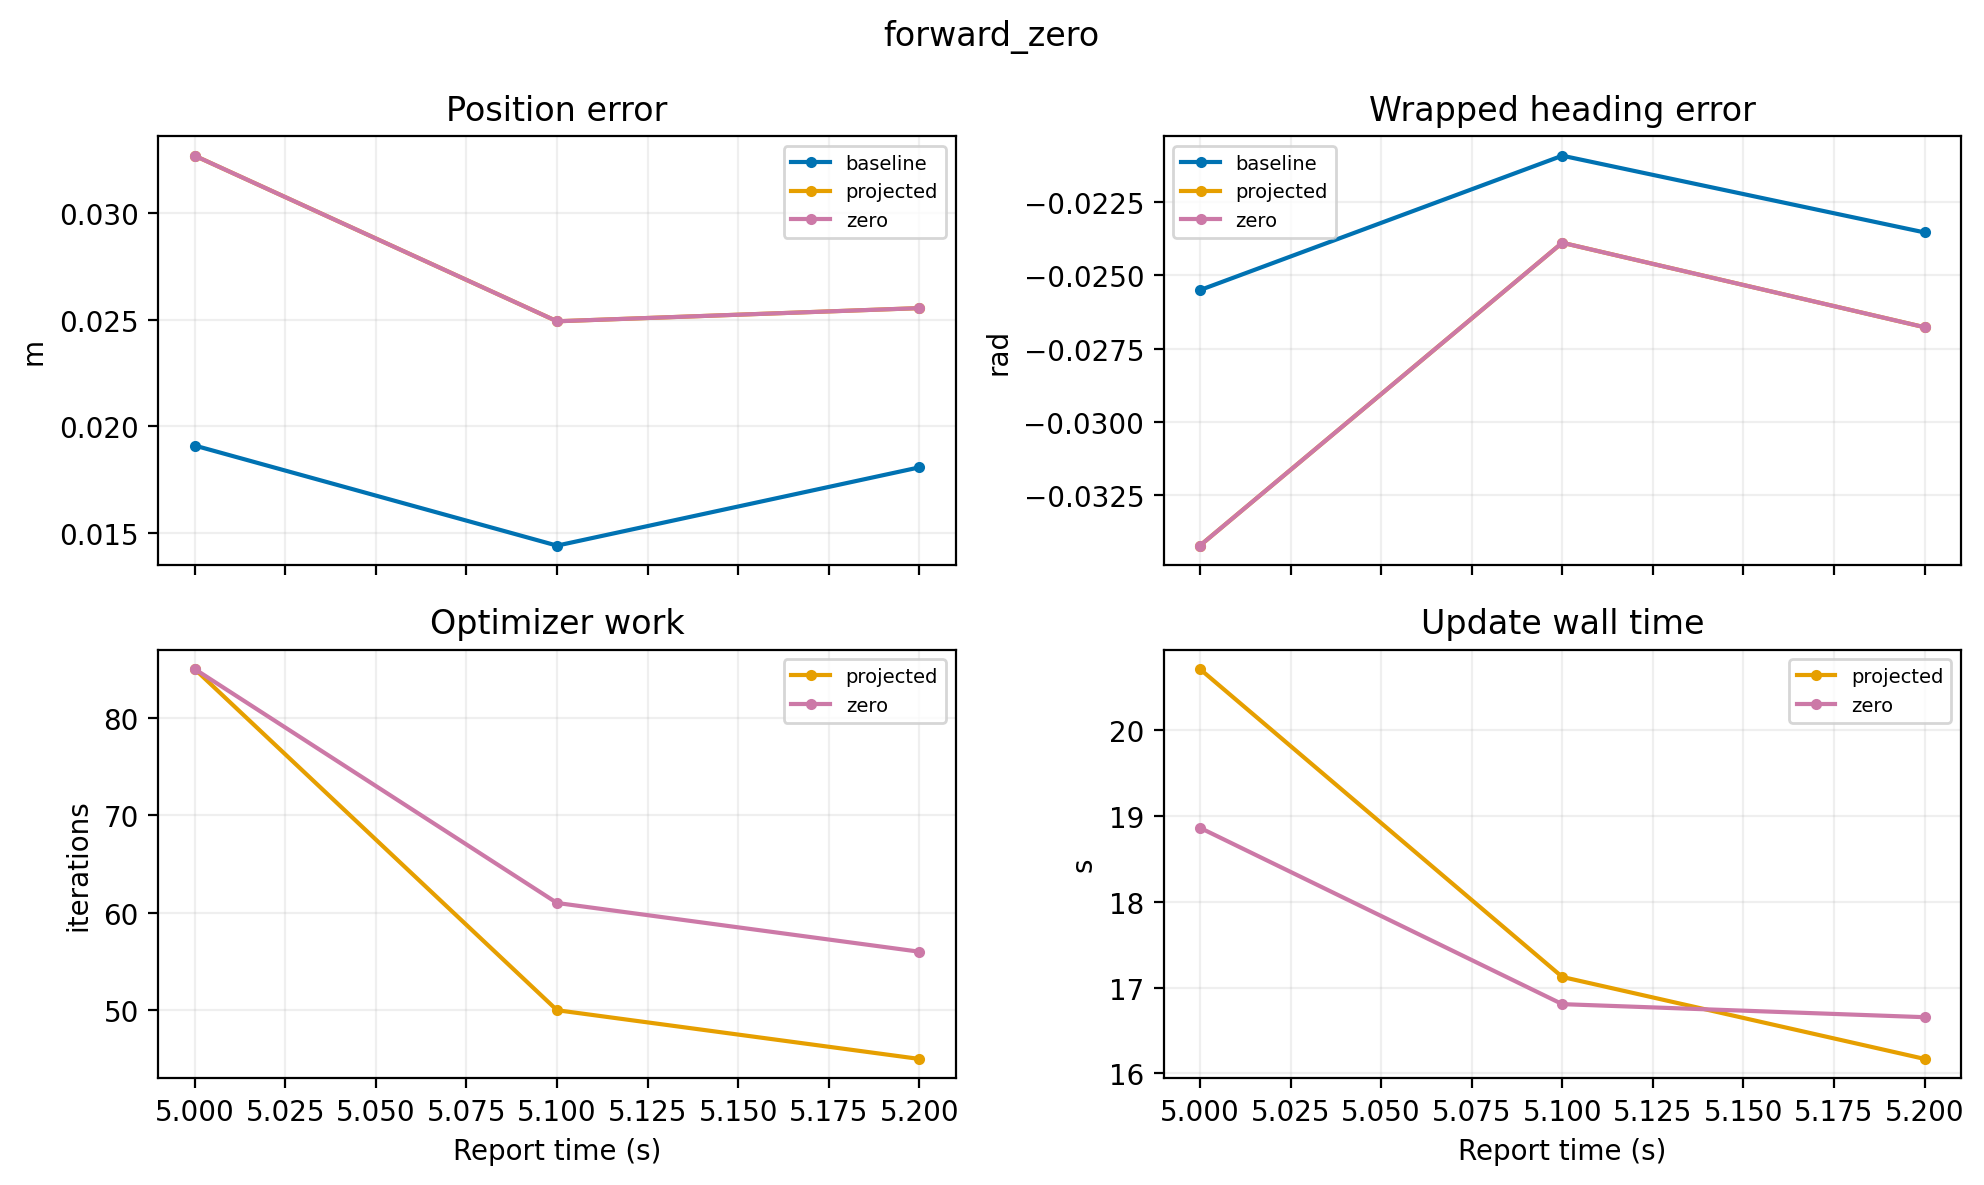 forward_zero
Position error
0.030
0.025
0.020
0.015
m
baseline
projected
zero
Wrapped heading error
−0.0225
−0.0250
−0.0275
−0.0300
−0.0325
rad
baseline
projected
zero
Optimizer work
80
70
60
50
iterations
projected
zero
5.000 5.025 5.050 5.075 5.100 5.125 5.150 5.175 5.200
Report time (s)
Update wall time
20
19
18
17
16
s
projected
zero
5.000 5.025 5.050 5.075 5.100 5.125 5.150 5.175 5.200
Report time (s)